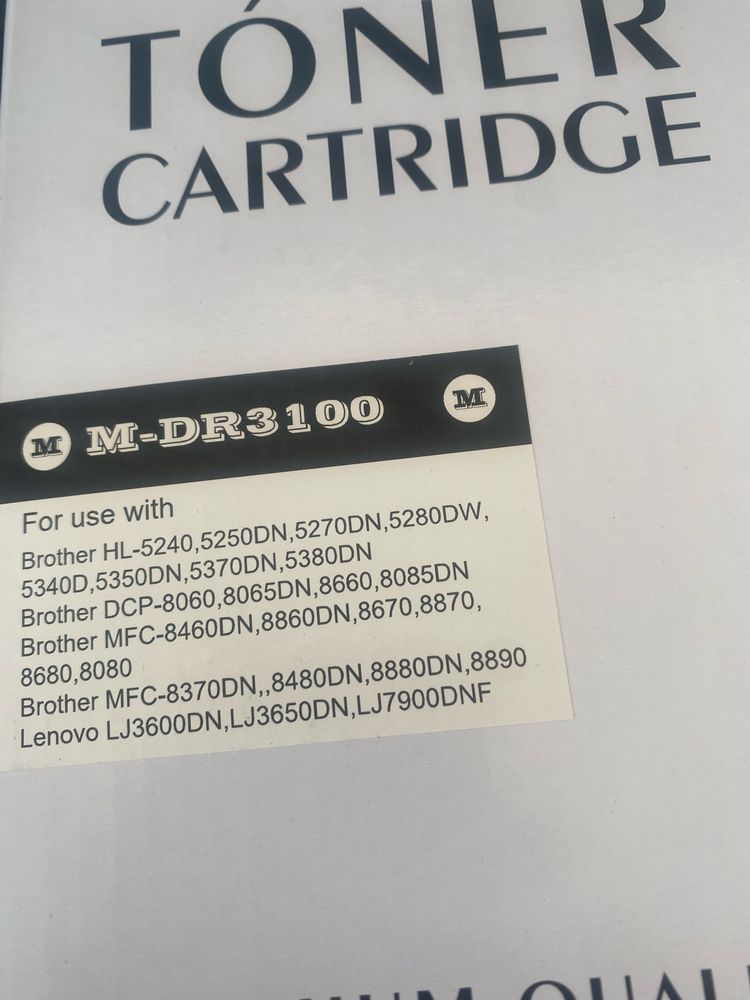 TÓNER
CARTRIDGE
M M-DR3100 M
For use with
Brother HL-5240,5250DN,5270DN,5280DW,
5340D,5350DN,5370DN,5380DN
Brother DCP-8060,8065DN,8660,8085DN
Brother MFC-8460DN,8860DN,8670,8870,
8680,8080
Brother MFC-8370DN,,8480DN,8880DN,8890
Lenovo LJ3600DN,LJ3650DN,LJ7900DNF